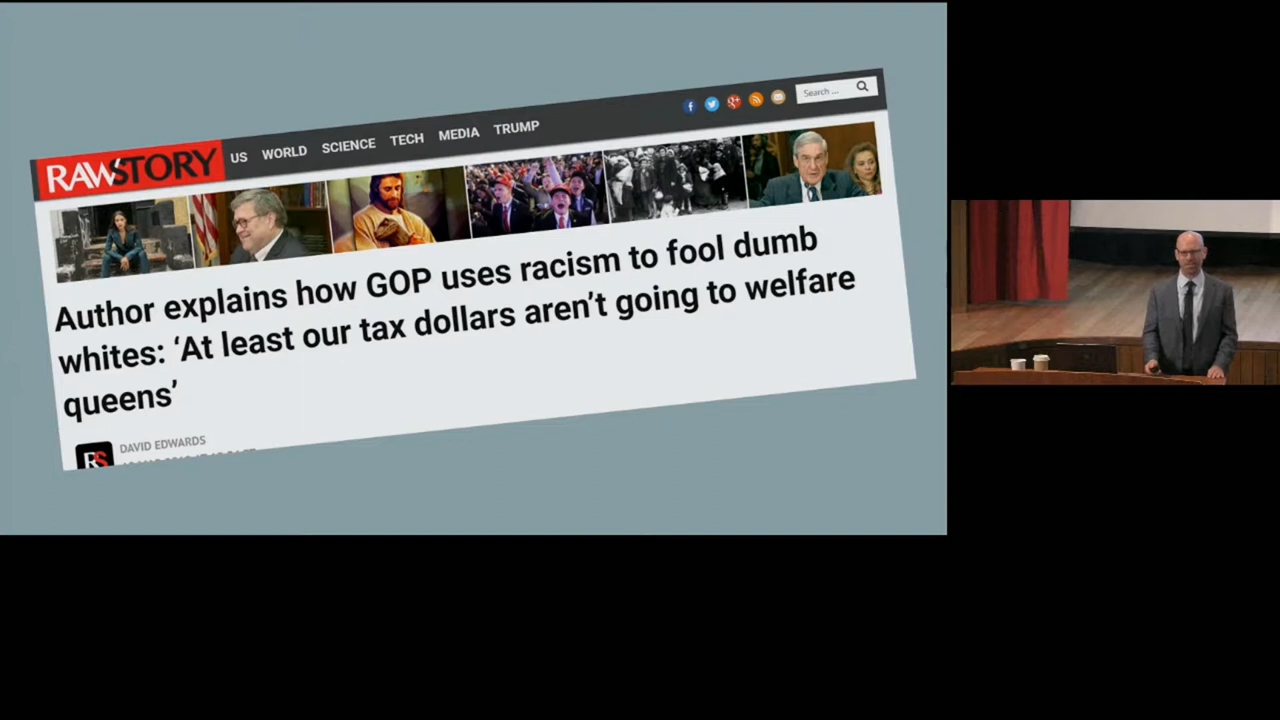 RAWSTORY
US WORLD SCIENCE TECH MEDIA TRUMP
Search ...
Author explains how GOP uses racism to fool dumb
whites: ‘At least our tax dollars aren’t going to welfare
queens’
RS
DAVID EDWARDS